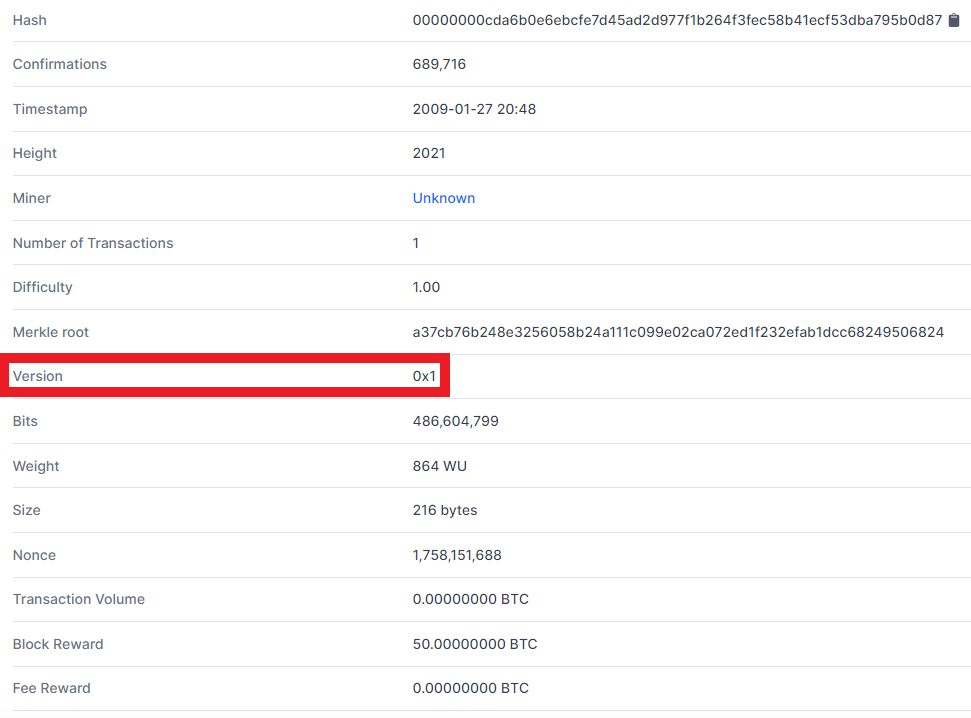 Hash 00000000cda6b0e6ebcfe7d45ad2d977f1b264f3fec58b41ecf53dba795b0d87
Confirmations 689,716
Timestamp 2009-01-27 20:48
Height 2021
Miner Unknown
Number of Transactions 1
Difficulty 1.00
Merkle root a37cb76b248e3256058b24a111c099e02ca072ed1f232efab1dcc68249506824
Version 0x1
Bits 486,604,799
Weight 864 WU
Size 216 bytes
Nonce 1,758,151,688
Transaction Volume 0.00000000 BTC
Block Reward 50.00000000 BTC
Fee Reward 0.00000000 BTC